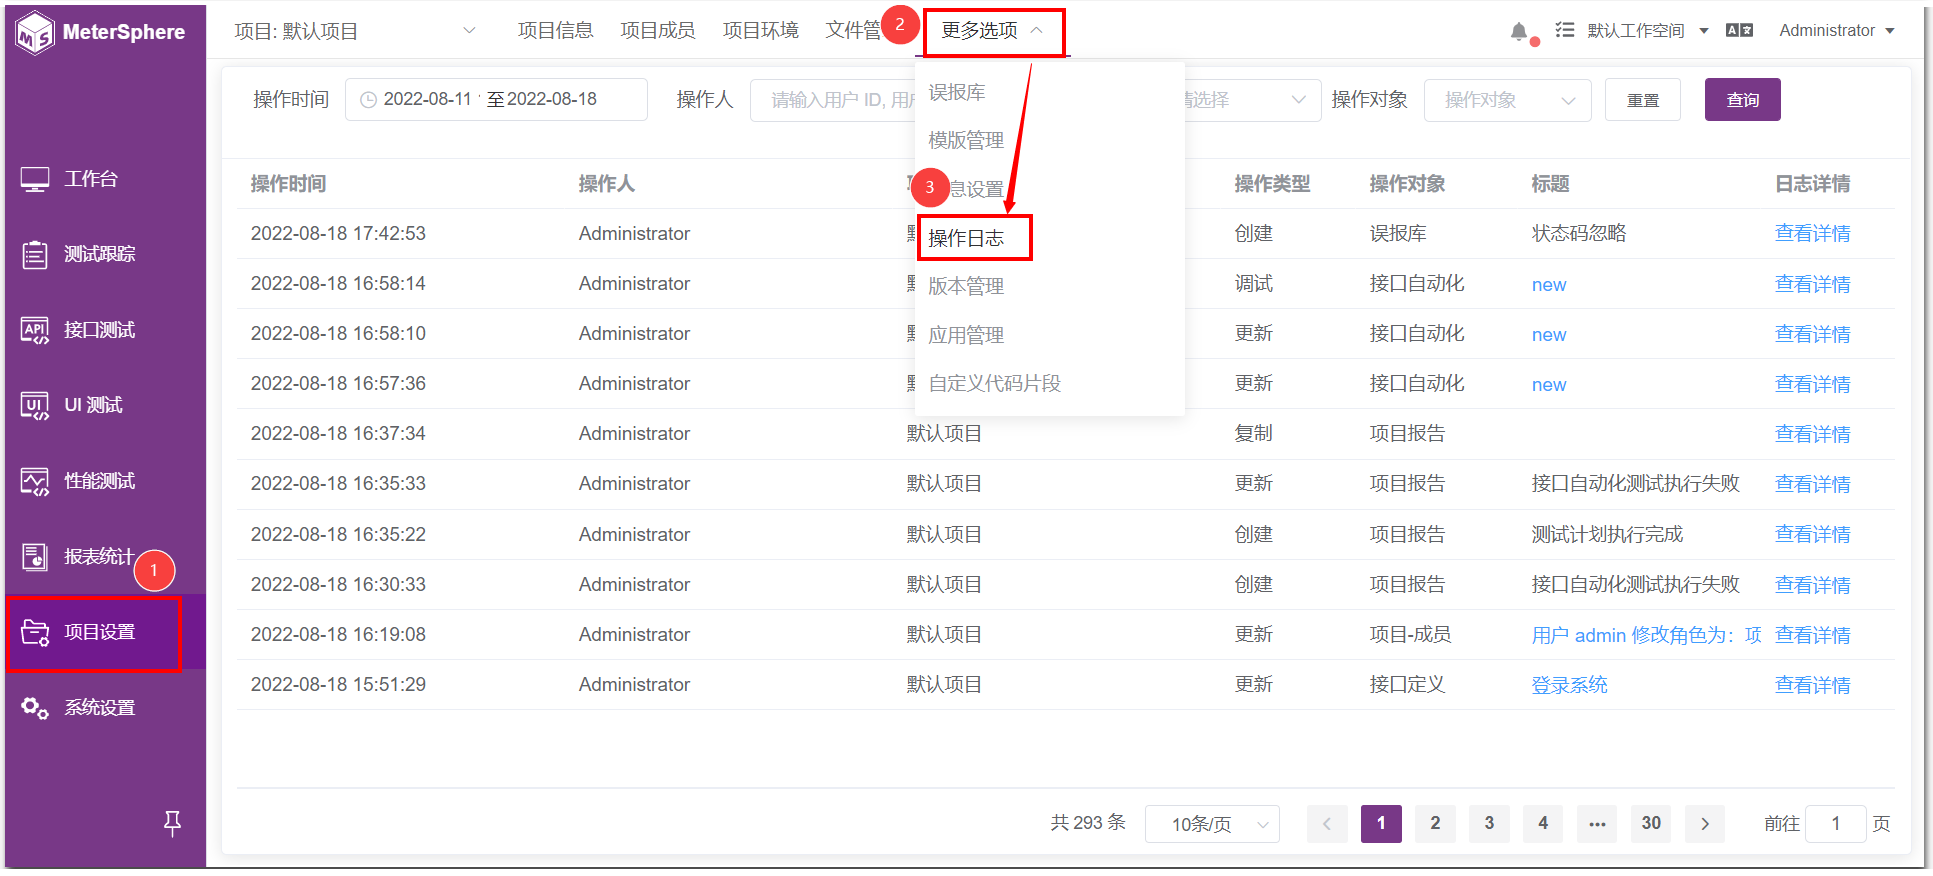 MeterSphere
项目: 默认项目
项目信息 项目成员 项目环境 文件管 2 更多选项
默认工作空间
Administrator
操作时间 2022-08-11 至 2022-08-18 操作人 请输入用户 ID, 用 请选择 操作对象 操作对象 重置 查询
误报库
模版管理
3 息设置
操作日志
版本管理
应用管理
自定义代码片段
工作台
测试跟踪
API 接口测试
UI UI 测试
性能测试
报表统计 1
项目设置
系统设置
操作时间 操作人 操作类型 操作对象 标题 日志详情
2022-08-18 17:42:53 Administrator 创建 误报库 状态码忽略 查看详情
2022-08-18 16:58:14 Administrator 调试 接口自动化 new 查看详情
2022-08-18 16:58:10 Administrator 更新 接口自动化 new 查看详情
2022-08-18 16:57:36 Administrator 更新 接口自动化 new 查看详情
2022-08-18 16:37:34 Administrator 默认项目 复制 项目报告 查看详情
2022-08-18 16:35:33 Administrator 默认项目 更新 项目报告 接口自动化测试执行失败 查看详情
2022-08-18 16:35:22 Administrator 默认项目 创建 项目报告 测试计划执行完成 查看详情
2022-08-18 16:30:33 Administrator 默认项目 创建 项目报告 接口自动化测试执行失败 查看详情
2022-08-18 16:19:08 Administrator 默认项目 更新 项目-成员 用户 admin 修改角色为：项 查看详情
2022-08-18 15:51:29 Administrator 默认项目 更新 接口定义 登录系统 查看详情
共 293 条 10条/页 < 1 2 3 4 ••• 30 > 前往 1 页